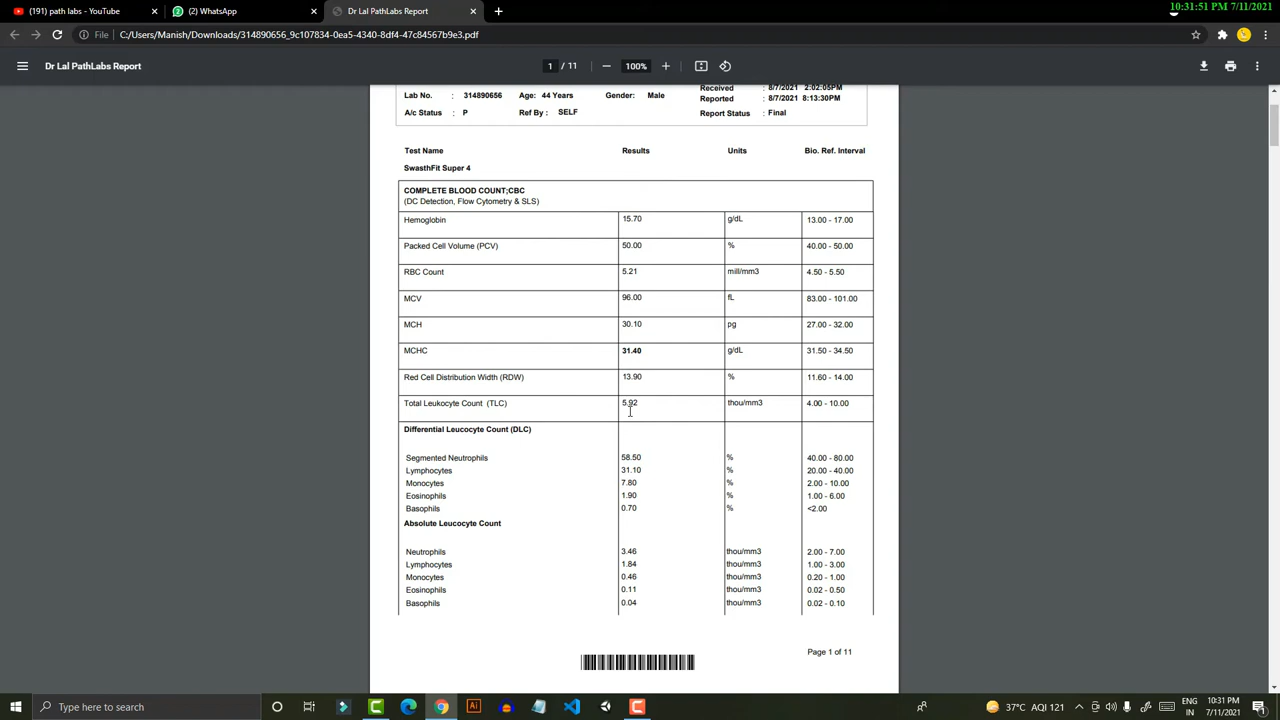 (191) path labs - YouTube
(2) WhatsApp
Dr Lal PathLabs Report
10:31:51 PM 7/11/2021
File
C:/Users/Manish/Downloads/314890656_9c107834-0ea5-4340-8df4-47c84567b9e3.pdf
Dr Lal PathLabs Report
1 / 11
100%
Received : 8/7/2021 2:02:05PM
Lab No. : 314890656 Age: 44 Years Gender: Male
Reported : 8/7/2021 8:13:30PM
A/c Status : P Ref By : SELF Report Status : Final
Test Name Results Units Bio. Ref. Interval
SwasthFit Super 4
COMPLETE BLOOD COUNT;CBC
(DC Detection, Flow Cytometry & SLS)
Hemoglobin 15.70 g/dL 13.00 - 17.00
Packed Cell Volume (PCV) 50.00 % 40.00 - 50.00
RBC Count 5.21 mill/mm3 4.50 - 5.50
MCV 96.00 fL 83.00 - 101.00
MCH 30.10 pg 27.00 - 32.00
MCHC 31.40 g/dL 31.50 - 34.50
Red Cell Distribution Width (RDW) 13.90 % 11.60 - 14.00
Total Leukocyte Count (TLC) 5.92 thou/mm3 4.00 - 10.00
Differential Leucocyte Count (DLC)
Segmented Neutrophils 58.50 % 40.00 - 80.00
Lymphocytes 31.10 % 20.00 - 40.00
Monocytes 7.80 % 2.00 - 10.00
Eosinophils 1.90 % 1.00 - 6.00
Basophils 0.70 % <2.00
Absolute Leucocyte Count
Neutrophils 3.46 thou/mm3 2.00 - 7.00
Lymphocytes 1.84 thou/mm3 1.00 - 3.00
Monocytes 0.46 thou/mm3 0.20 - 1.00
Eosinophils 0.11 thou/mm3 0.02 - 0.50
Basophils 0.04 thou/mm3 0.02 - 0.10
Page 1 of 11
Type here to search
Ai
37°C AQI 121
ENG
IN
10:31 PM
7/11/2021